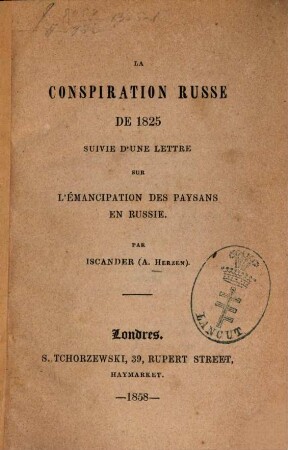 LA
CONSPIRATION RUSSE
DE 1825
SUIVIE D'UNE LETTRE
SUR
L'ÉMANCIPATION DES PAYSANS
EN RUSSIE.
PAR
ISCANDER (A. HERZEN).
LANCUT
Londres.
S. TCHORZEWSKI, 39, RUPERT STREET,
HAYMARKET.
—1858—